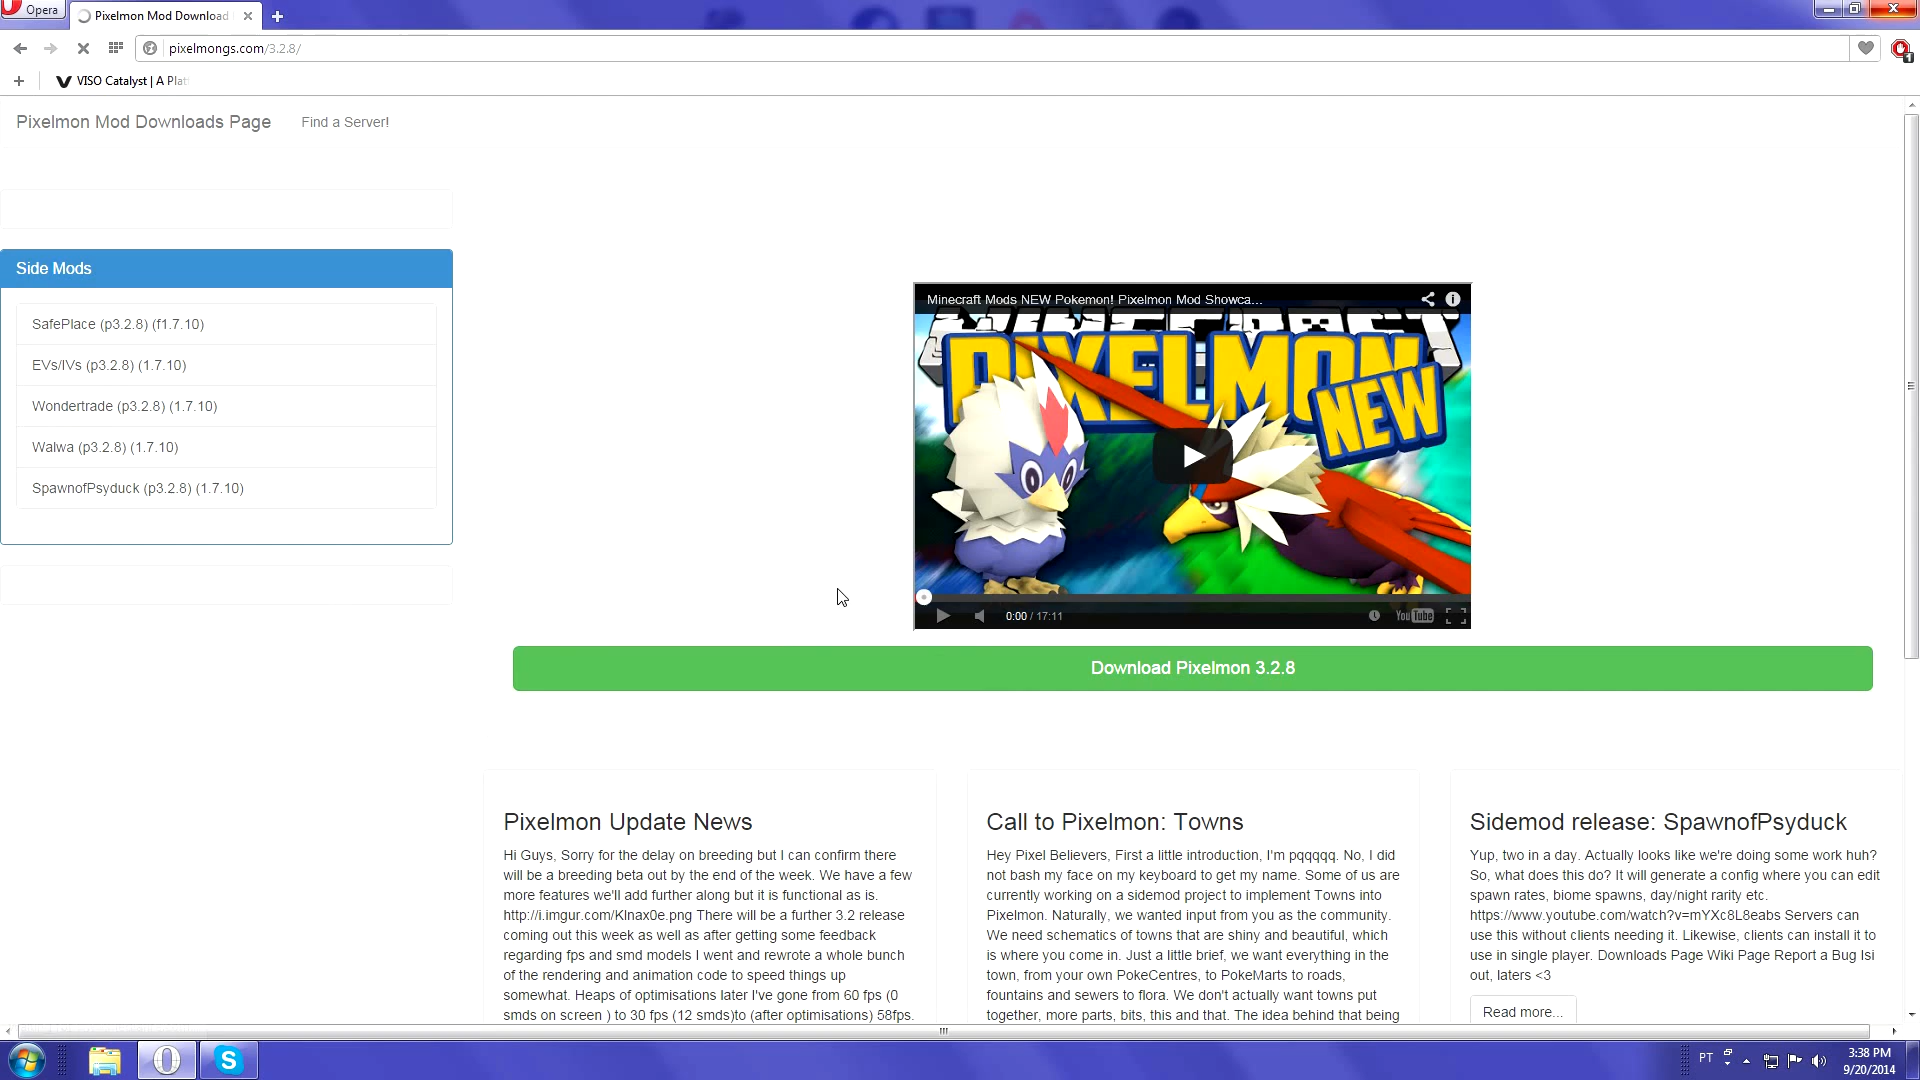 Opera
Pixelmon Mod Download
pixelmongs.com/3.2.8/
1
VISO Catalyst | A Plat
Pixelmon Mod Downloads Page
Find a Server!
Side Mods
SafePlace (p3.2.8) (f1.7.10)
EVs/IVs (p3.2.8) (1.7.10)
Wondertrade (p3.2.8) (1.7.10)
Walwa (p3.2.8) (1.7.10)
SpawnofPsyduck (p3.2.8) (1.7.10)
Minecraft Mods NEW Pokemon! Pixelmon Mod Showca...
MINECRAFT
PIXELMON
NEW
0:00 / 17:11
YouTube
Download Pixelmon 3.2.8
Pixelmon Update News
Hi Guys, Sorry for the delay on breeding but I can confirm there
will be a breeding beta out by the end of the week. We have a few
more features we'll add further along but it is functional as is.
http://i.imgur.com/Klnax0e.png There will be a further 3.2 release
coming out this week as well as after getting some feedback
regarding fps and smd models I went and rewrote a whole bunch
of the rendering and animation code to speed things up
somewhat. Heaps of optimisations later I've gone from 60 fps (0
smds on screen ) to 30 fps (12 smds)to (after optimisations) 58fps.
Call to Pixelmon: Towns
Hey Pixel Believers, First a little introduction, I'm pqqqqq. No, I did
not bash my face on my keyboard to get my name. Some of us are
currently working on a sidemod project to implement Towns into
Pixelmon. Naturally, we wanted input from you as the community.
We need schematics of towns that are shiny and beautiful, which
is where you come in. Just a little brief, we want everything in the
town, from your own PokeCentres, to PokeMarts to roads,
fountains and sewers to flora. We don't actually want towns put
together, more parts, bits, this and that. The idea behind that being
Sidemod release: SpawnofPsyduck
Yup, two in a day. Actually looks like we're doing some work huh?
So, what does this do? It will generate a config where you can edit
spawn rates, biome spawns, day/night rarity etc.
https://www.youtube.com/watch?v=mYXc8L8eabs Servers can
use this without clients needing it. Likewise, clients can install it to
use in single player. Downloads Page Wiki Page Report a Bug Isi
out, laters <3
Read more...
PT
3:38 PM
9/20/2014